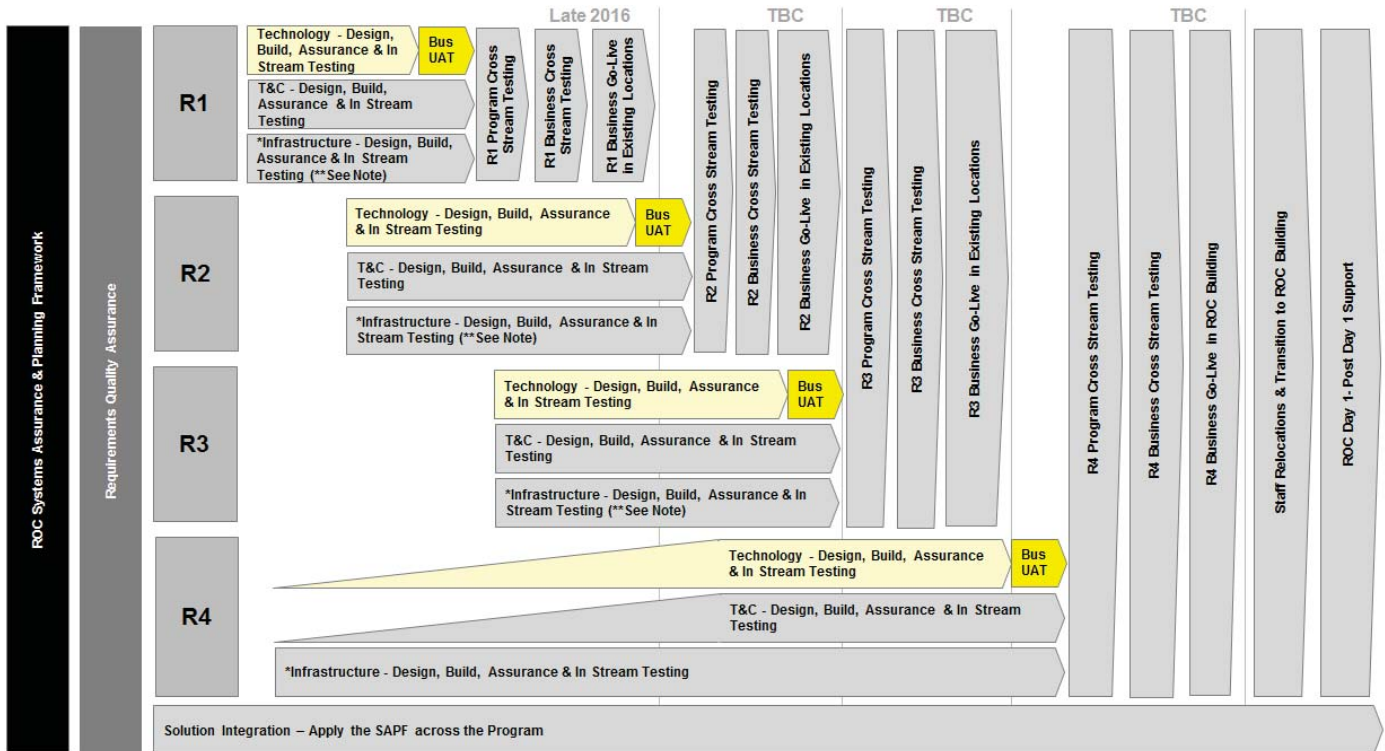 Late 2016
TBC
TBC
TBC
ROC Systems Assurance & Planning Framework
Requirements Quality Assurance
R1
Technology - Design,
Build, Assurance & In
Stream Testing
Bus
UAT
T&C - Design, Build,
Assurance & In Stream
Testing
*Infrastructure - Design, Build,
Assurance & In Stream
Testing (**See Note)
R1 Program Cross
Stream Testing
R1 Business Cross
Stream Testing
R1 Business Go-Live
in Existing Locations
R2
Technology - Design, Build, Assurance
& In Stream Testing
Bus
UAT
T&C - Design, Build, Assurance & In Stream
Testing
*Infrastructure - Design, Build, Assurance & In
Stream Testing (**See Note)
R2 Program Cross Stream Testing
R2 Business Cross Stream Testing
R2 Business Go-Live in Existing Locations
R3
Technology - Design, Build, Assurance
& In Stream Testing
Bus
UAT
T&C - Design, Build, Assurance & In Stream
Testing
*Infrastructure - Design, Build, Assurance & In
Stream Testing (**See Note)
R3 Program Cross Stream Testing
R3 Business Cross Stream Testing
R3 Business Go-Live in Existing Locations
R4
Technology - Design, Build, Assurance
& In Stream Testing
Bus
UAT
T&C - Design, Build, Assurance & In Stream
Testing
*Infrastructure - Design, Build, Assurance & In Stream Testing
R4 Program Cross Stream Testing
R4 Business Cross Stream Testing
R4 Business Go-Live in ROC Building
Staff Relocations & Transition to ROC Building
ROC Day 1- Post Day 1 Support
Solution Integration – Apply the SAPF across the Program